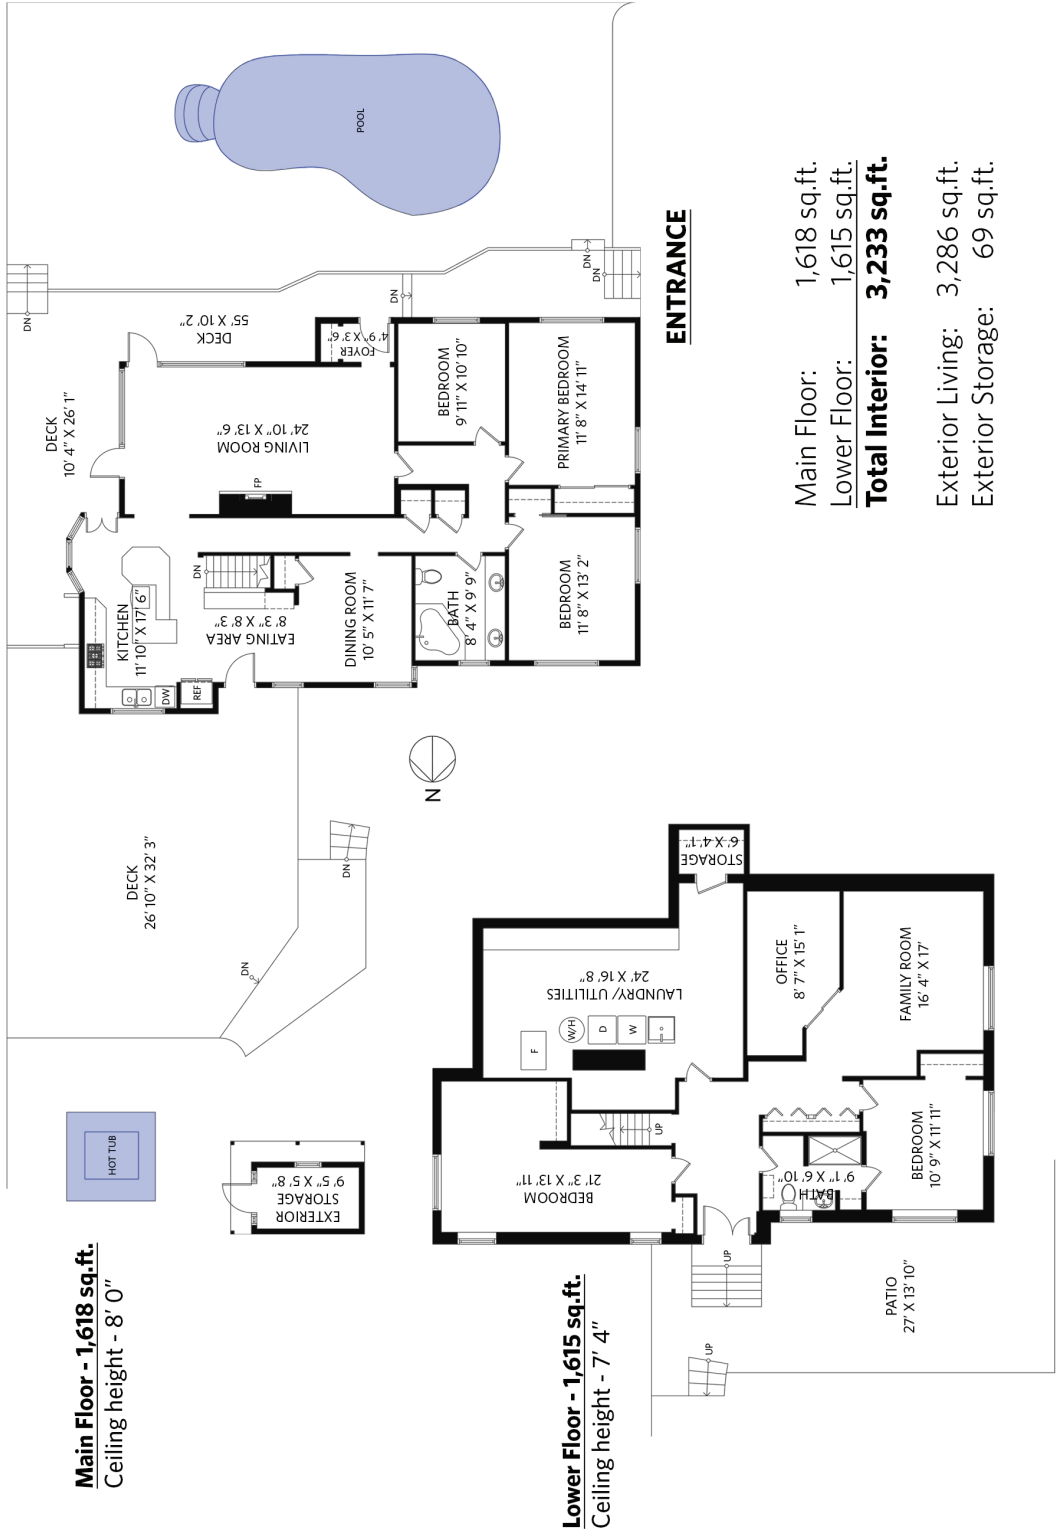 Main Floor - 1,618 sq.ft.
Ceiling height - 8’ 0”
HOT TUB
DECK
26’10” X 32’ 3”
DN
DN
EXTERIOR
STORAGE
9’ 5” X 5’ 8”
N
KITCHEN
11’ 10” X 17’ 6”
DW
REF
EATING AREA
8’ 3” X 8’ 3”
DN
DINING ROOM
10’ 5” X 11’ 7”
BATH
8’ 4” X 9’ 9”
BEDROOM
11’ 8” X 13’ 2”
DECK
10’ 4” X 26’ 1”
LIVING ROOM
24’ 10” X 13’ 6”
FP
FOYER
4’ 9” X 3’ 6”
BEDROOM
9’ 11” X 10’ 10”
PRIMARY BEDROOM
11’ 8” X 14’ 11”
DECK
55’ X 10’ 2”
DN
DN
DN
DN
POOL
ENTRANCE
Lower Floor - 1,615 sq.ft.
Ceiling height - 7’ 4”
BEDROOM
21’ 3” X 13’ 11”
UP
UP
UP
F
W/H
D
W
LAUNDRY/ UTILITIES
24’ X 16’ 8”
STORAGE
6’ X 4’ 1”
OFFICE
8’ 7” X 15’ 1”
FAMILY ROOM
16’ 4” X 17’
BATH
9’ 1” X 6’ 10”
BEDROOM
10’ 9” X 11’ 11”
PATIO
27’ X 13’ 10”
Main Floor: 1,618 sq.ft.
Lower Floor: 1,615 sq.ft.
Total Interior: 3,233 sq.ft.
Exterior Living: 3,286 sq.ft.
Exterior Storage: 69 sq.ft.